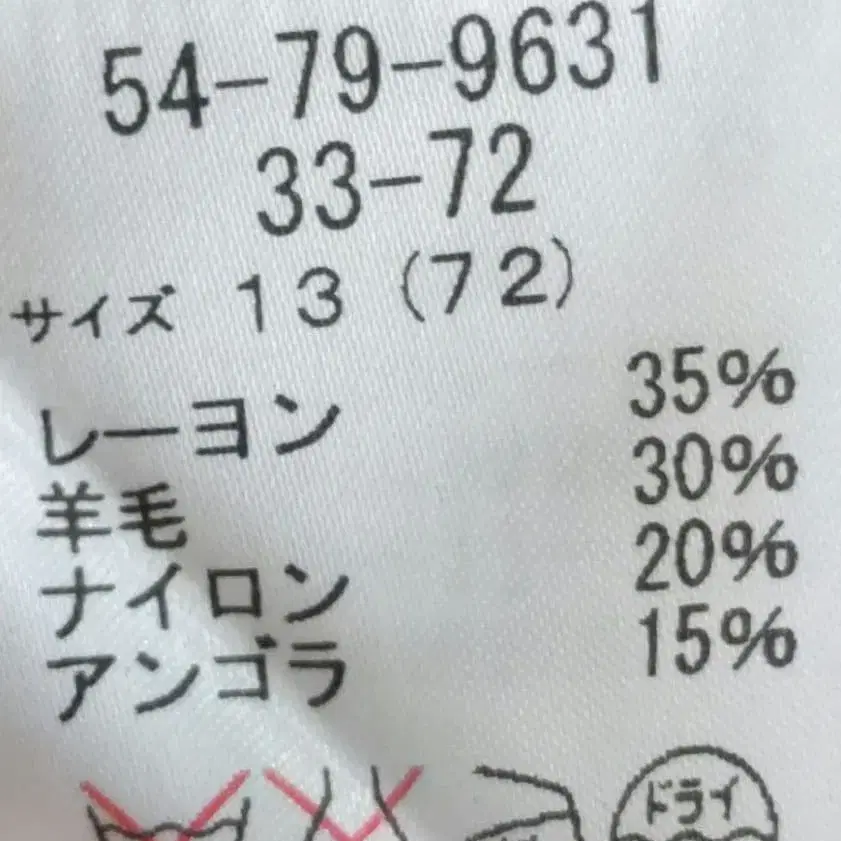 54-79-9631
33-72
サイズ 13 (72)
レーヨン 35%
羊毛 30%
ナイロン 20%
アンゴラ 15%
ドライ